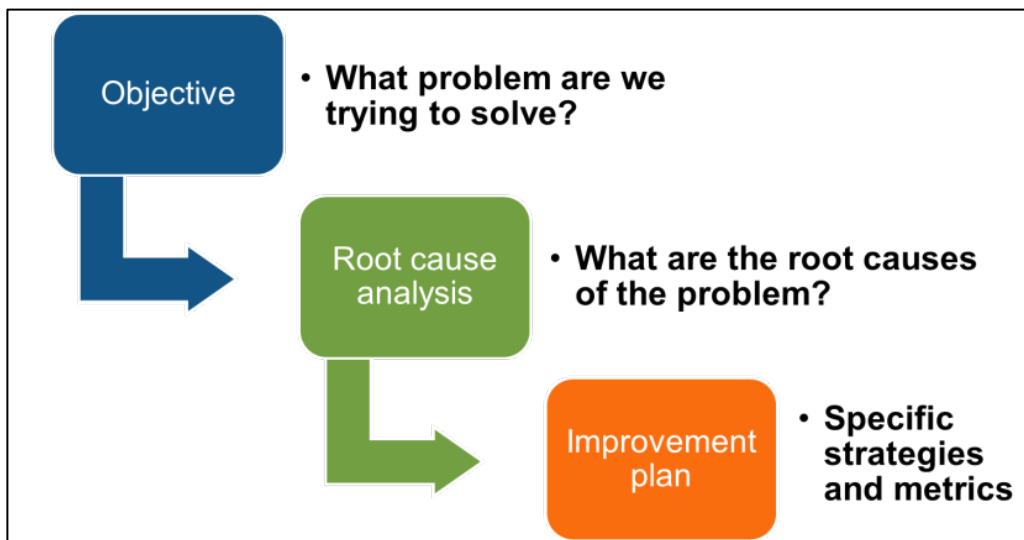 Objective
• What problem are we
trying to solve?
Root cause
analysis
• What are the root causes
of the problem?
Improvement
plan
• Specific
strategies
and metrics